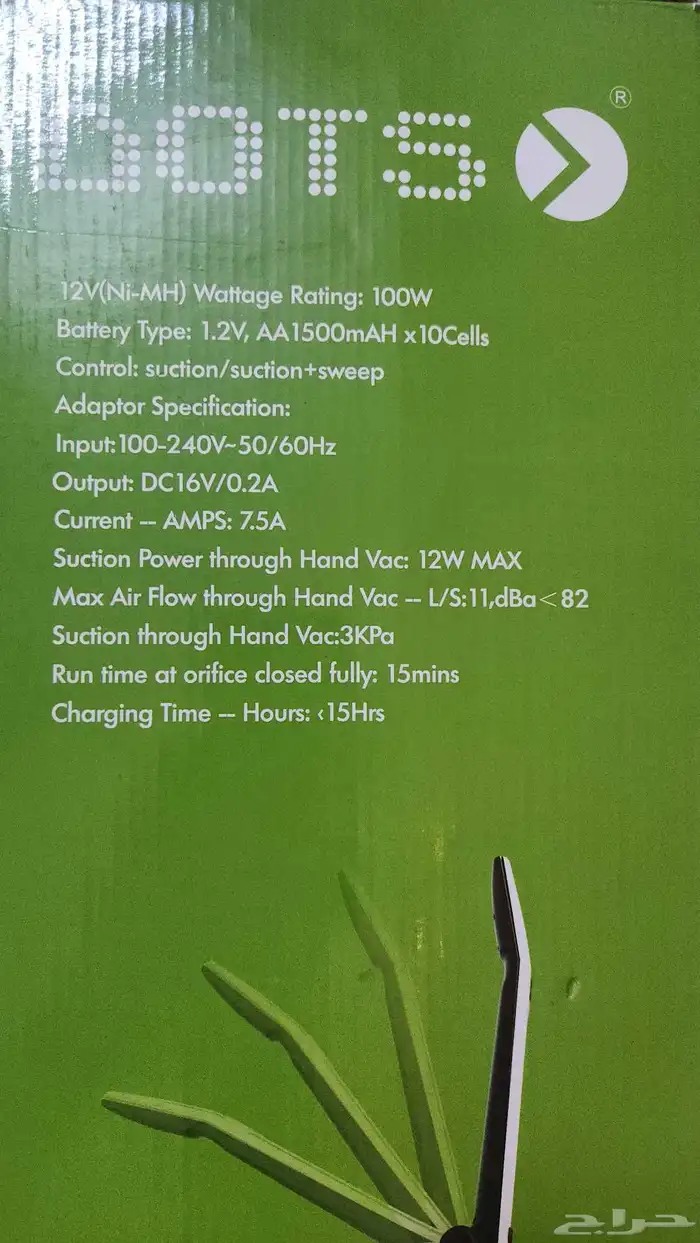 DOTS
®
12V(Ni-MH) Wattage Rating: 100W
Battery Type: 1.2V, AA1500mAH x10Cells
Control: suction/suction+sweep
Adaptor Specification:
Input:100-240V~50/60Hz
Output: DC16V/0.2A
Current -- AMPS: 7.5A
Suction Power through Hand Vac: 12W MAX
Max Air Flow through Hand Vac -- L/S:11,dBa<82
Suction through Hand Vac:3KPa
Run time at orifice closed fully: 15mins
Charging Time -- Hours: <15Hrs
حراج